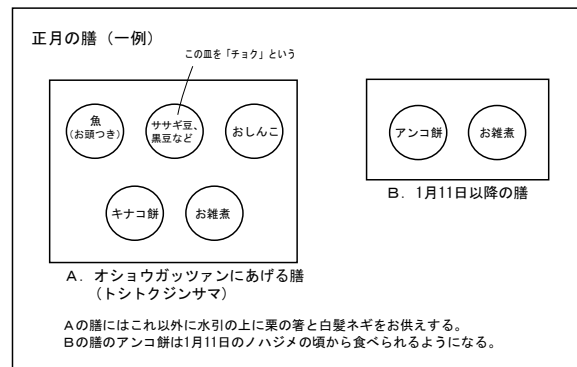 正月の膳（一例）
この皿を「チョク」という
魚
（お頭つき）
ササギ豆、
黒豆など
おしんこ
キナコ餅
お雑煮
A. オショウガッツァンにあげる膳
（トシトクジンサマ）
アンコ餅
お雑煮
B. 1月11日以降の膳
Aの膳にはこれ以外に水引の上に栗の箸と白髪ネギをお供えする。
Bの膳のアンコ餅は1月11日のノハジメの頃から食べられるようになる。